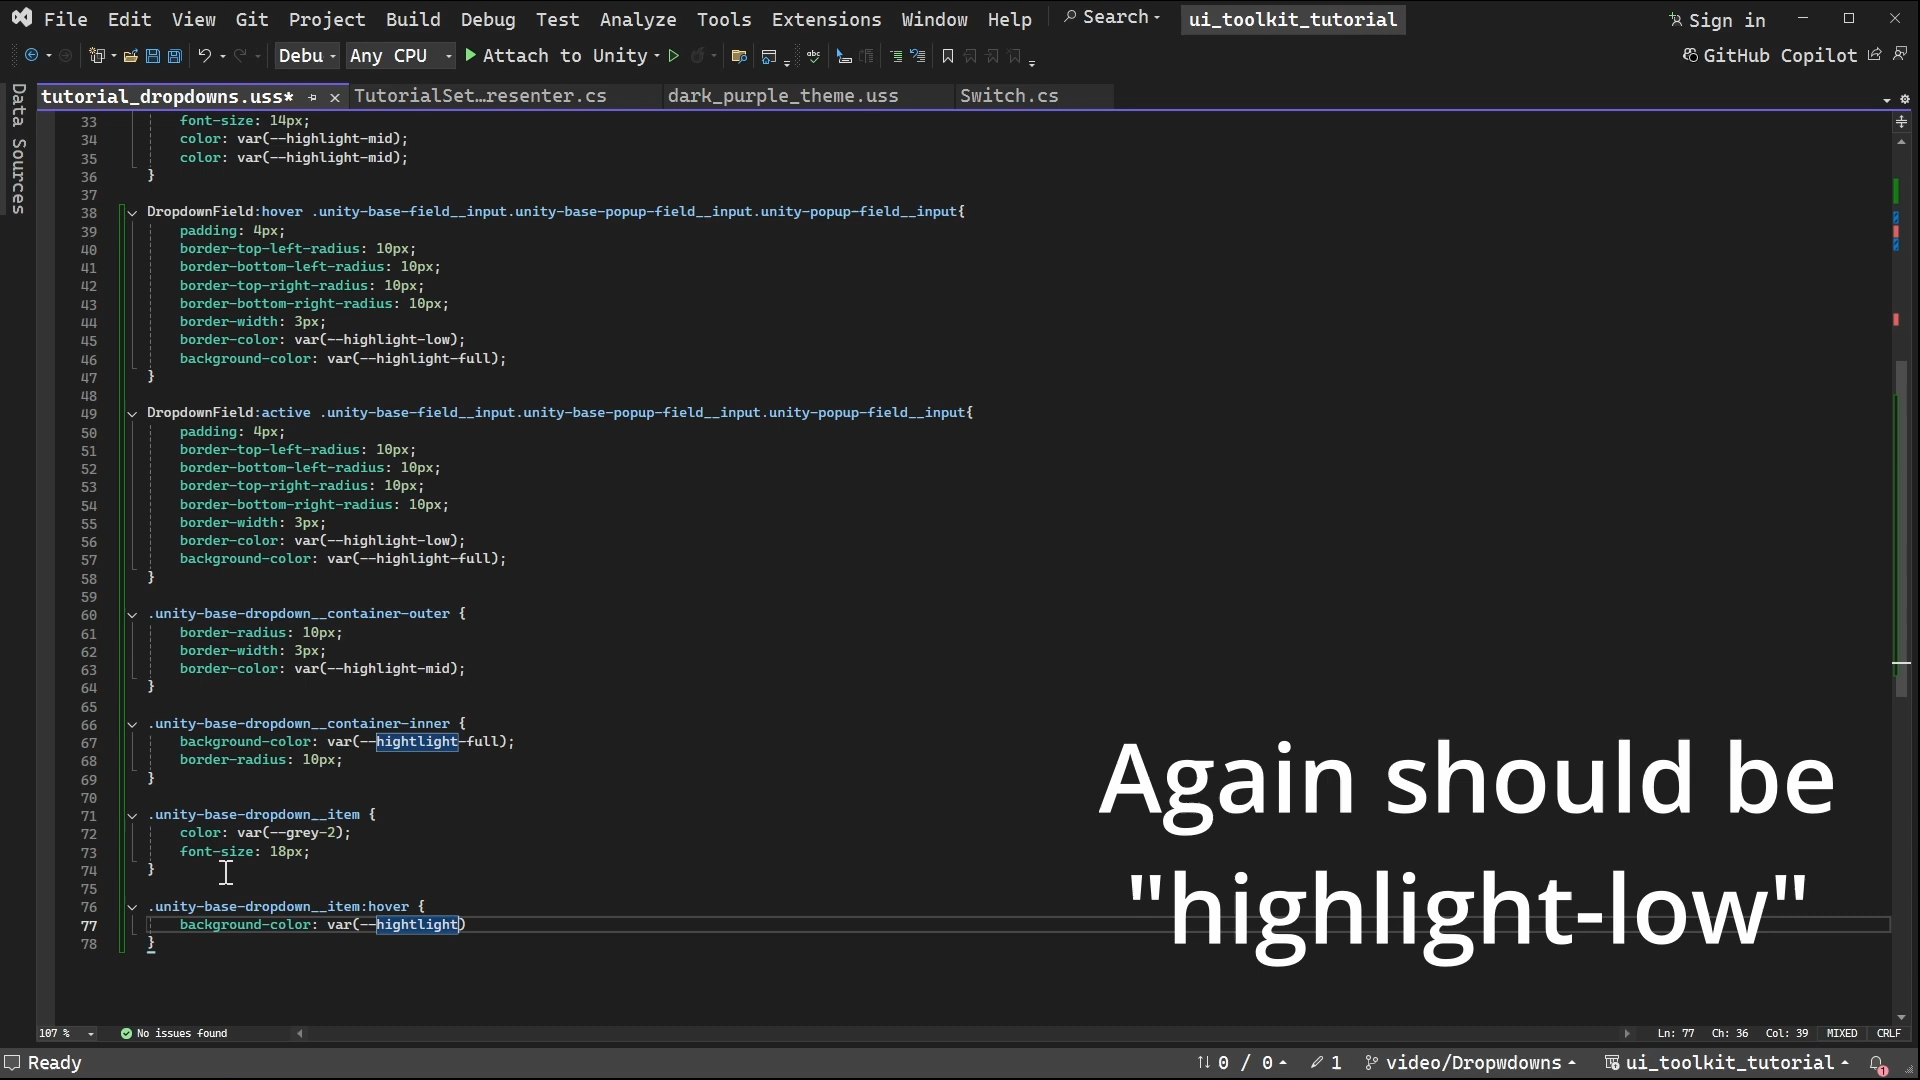 File Edit View Git Project Build Debug Test Analyze Tools Extensions Window Help Search ui_toolkit_tutorial Sign in
Debu Any CPU Attach to Unity abc GitHub Copilot
Data Sources
tutorial_dropdowns.uss* TutorialSet…resenter.cs dark_purple_theme.uss Switch.cs
33 font-size: 14px;
34 color: var(--highlight-mid);
35 color: var(--highlight-mid);
36 }
37
38 DropdownField:hover .unity-base-field__input.unity-base-popup-field__input.unity-popup-field__input{
39 padding: 4px;
40 border-top-left-radius: 10px;
41 border-bottom-left-radius: 10px;
42 border-top-right-radius: 10px;
43 border-bottom-right-radius: 10px;
44 border-width: 3px;
45 border-color: var(--highlight-low);
46 background-color: var(--highlight-full);
47 }
48
49 DropdownField:active .unity-base-field__input.unity-base-popup-field__input.unity-popup-field__input{
50 padding: 4px;
51 border-top-left-radius: 10px;
52 border-bottom-left-radius: 10px;
53 border-top-right-radius: 10px;
54 border-bottom-right-radius: 10px;
55 border-width: 3px;
56 border-color: var(--highlight-low);
57 background-color: var(--highlight-full);
58 }
59
60 .unity-base-dropdown__container-outer {
61 border-radius: 10px;
62 border-width: 3px;
63 border-color: var(--highlight-mid);
64 }
65
66 .unity-base-dropdown__container-inner {
67 background-color: var(--hightlight-full);
68 border-radius: 10px;
69 }
70
71 .unity-base-dropdown__item {
72 color: var(--grey-2);
73 font-size: 18px;
74 }
75
76 .unity-base-dropdown__item:hover {
77 background-color: var(--hightlight)
78 }
Again should be
"highlight-low"
107 % No issues found Ln: 77 Ch: 36 Col: 39 MIXED CRLF
Ready 0 / 0 1 video/Dropwdowns ui_toolkit_tutorial 1